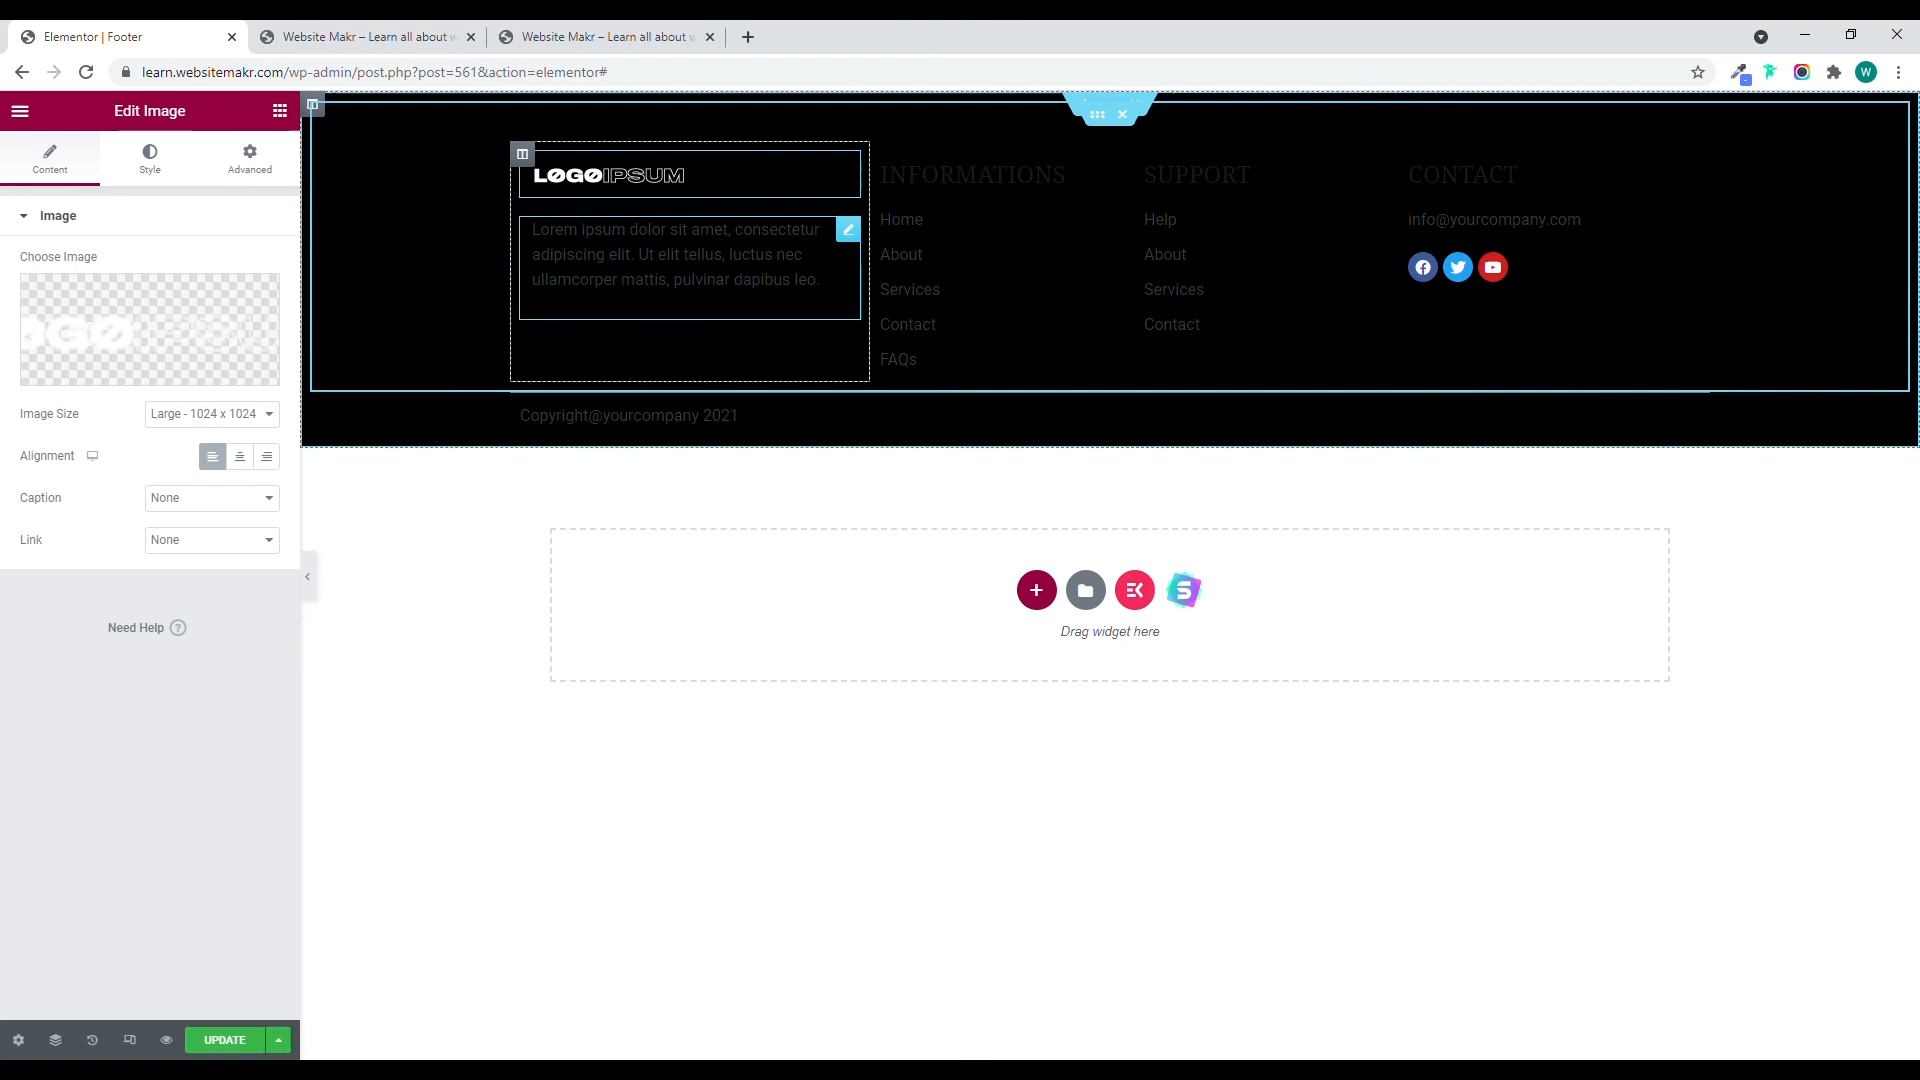 Elementor | Footer
Website Makr – Learn all about w
Website Makr – Learn all about w
learn.websitemakr.com/wp-admin/post.php?post=561&action=elementor#
W
Edit Image
Content
Style
Advanced
Image
Choose Image
Image Size
Large - 1024 x 1024
Alignment
Caption
None
Link
None
Need Help
?
UPDATE
LOGOIPSUM
Lorem ipsum dolor sit amet, consectetur
adipiscing elit. Ut elit tellus, luctus nec
ullamcorper mattis, pulvinar dapibus leo.
INFORMATIONS
Home
About
Services
Contact
FAQs
SUPPORT
Help
About
Services
Contact
CONTACT
info@yourcompany.com
Copyright@yourcompany 2021
Drag widget here